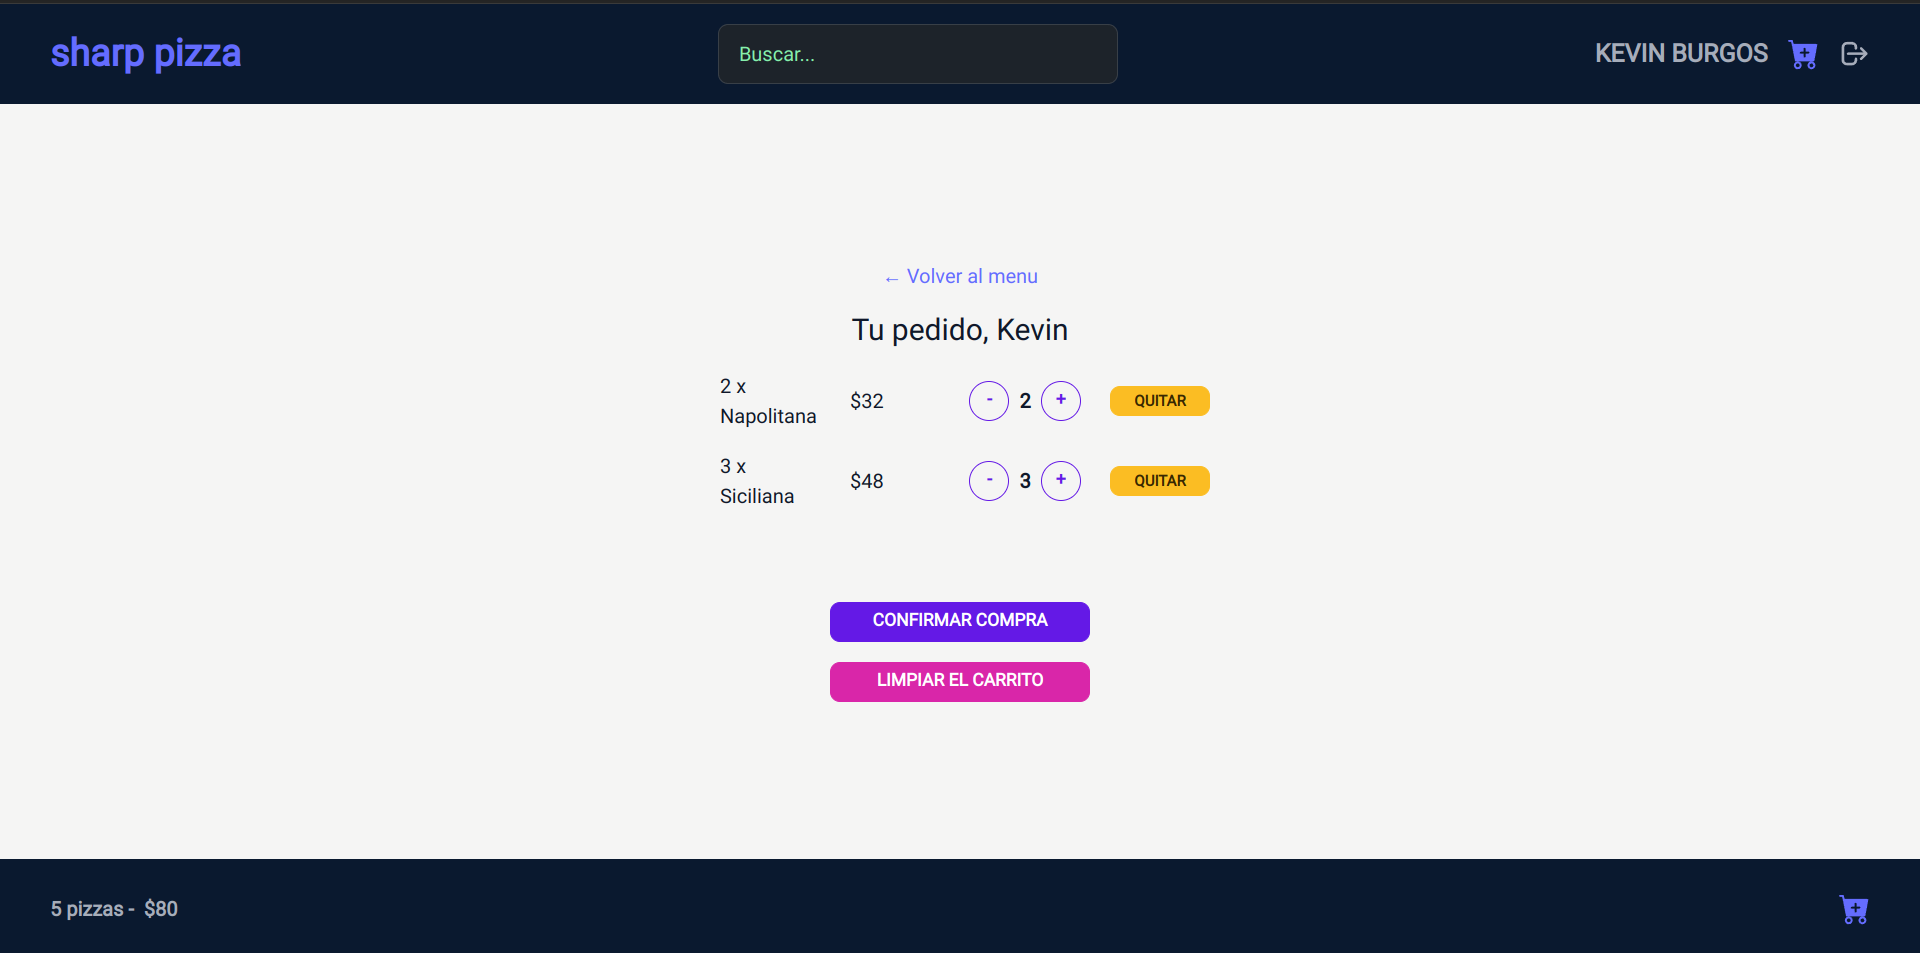 sharp pizza
Buscar...
KEVIN BURGOS
← Volver al menu
Tu pedido, Kevin
2 x
Napolitana
$32
- 2 +
QUITAR
3 x
Siciliana
$48
- 3 +
QUITAR
CONFIRMAR COMPRA
LIMPIAR EL CARRITO
5 pizzas - $80